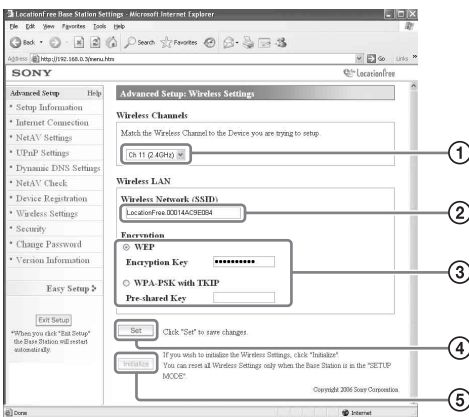 LocationFree Base Station Settings - Microsoft Internet Explorer
File Edit View Favorites Tools Help
Back Search Favorites
Address http://192.168.0.3/menu.htm Go Links
SONY LocationFree
Advanced Setup Help
Setup Information
Internet Connection
NetAV Settings
UPnP Settings
Dynamic DNS Settings
NetAV Check
Device Registration
Wireless Settings
Security
Change Password
Version Information
Easy Setup
Exit Setup
*When you click "Exit Setup"
the Base Station will restart
automatically.
Advanced Setup: Wireless Settings
Wireless Channels
Match the Wireless Channel to the Device you are trying to setup.
Ch 11 (2.4GHz)
1
Wireless LAN
Wireless Network (SSID)
LocationFree.00014AC9E0B4
2
Encryption
WEP
Encryption Key ••••••••••
3
WPA-PSK with TKIP
Pre-shared Key
Set Click "Set" to save changes.
4
Initialize
If you wish to initialize the Wireless Settings, click "Initialize".
You can reset all Wireless Settings only when the Base Station is in the "SETUP
MODE".
5
Copyright 2006 Sony Corporation
Done Internet